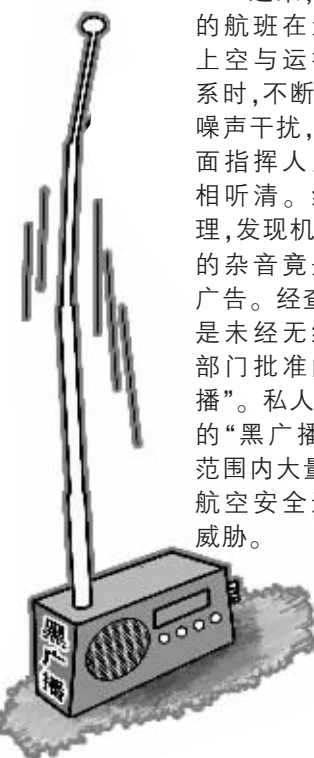 的航班在
上空与运
系时,不断
噪声干扰,
面指挥人
相听清。
理,发现机
的杂音竟
广告。经查
是未经无
部门批准
播”。私人
的“黑广播
范围内大量
航空安全
威胁。
黑广播